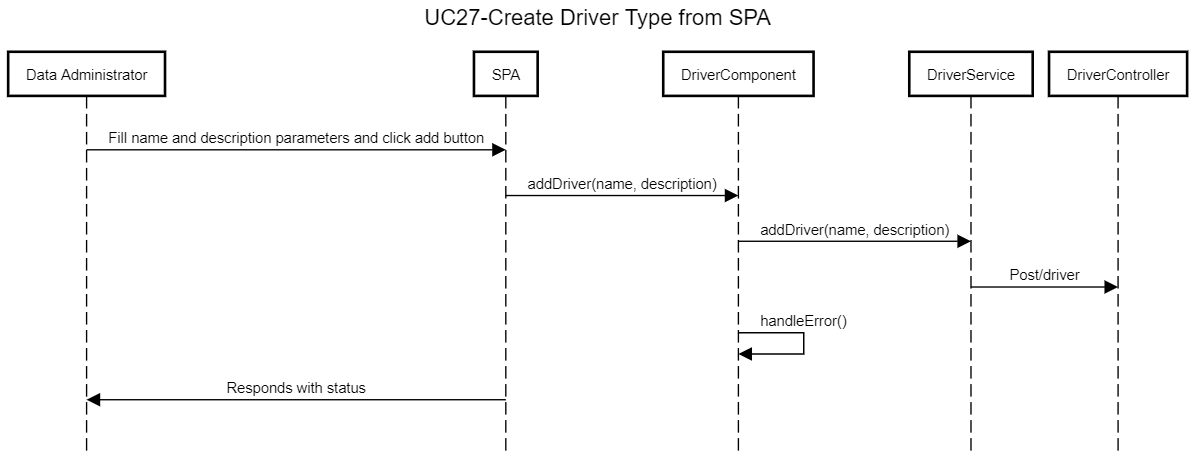 UC27-Create Driver Type from SPA
Data Administrator
SPA
DriverComponent
DriverService
DriverController
Fill name and description parameters and click add button
addDriver(name, description)
addDriver(name, description)
Post/driver
handleError()
Responds with status